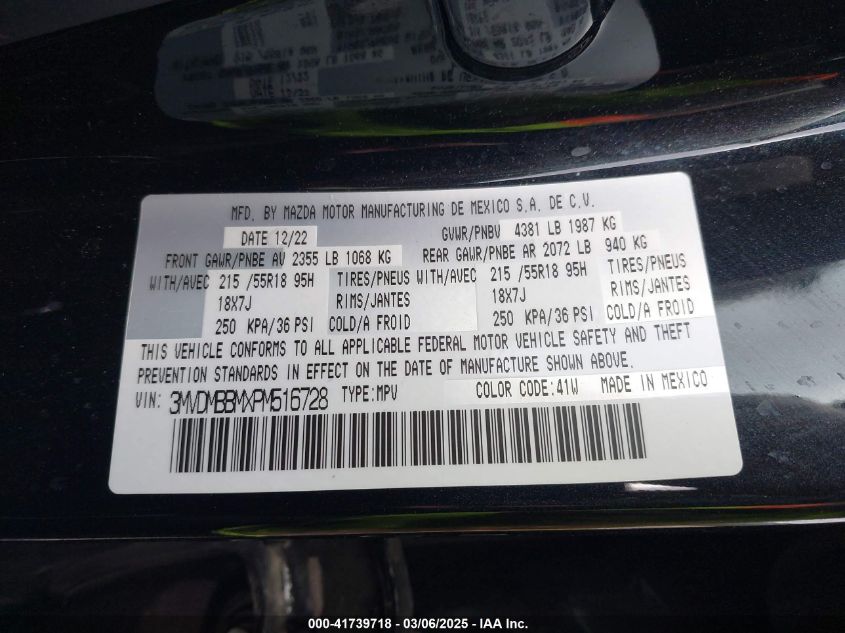 MFD. BY MAZDA MOTOR MANUFACTURING DE MEXICO S.A. DE C.V.
DATE 12/22 GVWR/PNBV 4381 LB 1987 KG
FRONT GAWR/PNBE AV 2355 LB 1068 KG REAR GAWR/PNBE AR 2072 LB 940 KG
WITH/AVEC 215 /55R18 95H TIRES/PNEUS WITH/AVEC 215 /55R18 95H TIRES/PNEUS
18X7J RIMS/JANTES 18X7J RIMS/JANTES
250 KPA/36 PSI COLD/A FROID 250 KPA/36 PSI COLD/A FROID
THIS VEHICLE CONFORMS TO ALL APPLICABLE FEDERAL MOTOR VEHICLE SAFETY AND THEFT
PREVENTION STANDARDS IN EFFECT ON THE DATE OF MANUFACTURE SHOWN ABOVE.
VIN: 3MVDMBBMXPM516728 TYPE:MPV COLOR CODE:41W MADE IN MEXICO
000-41739718 - 03/06/2025 - IAA Inc.